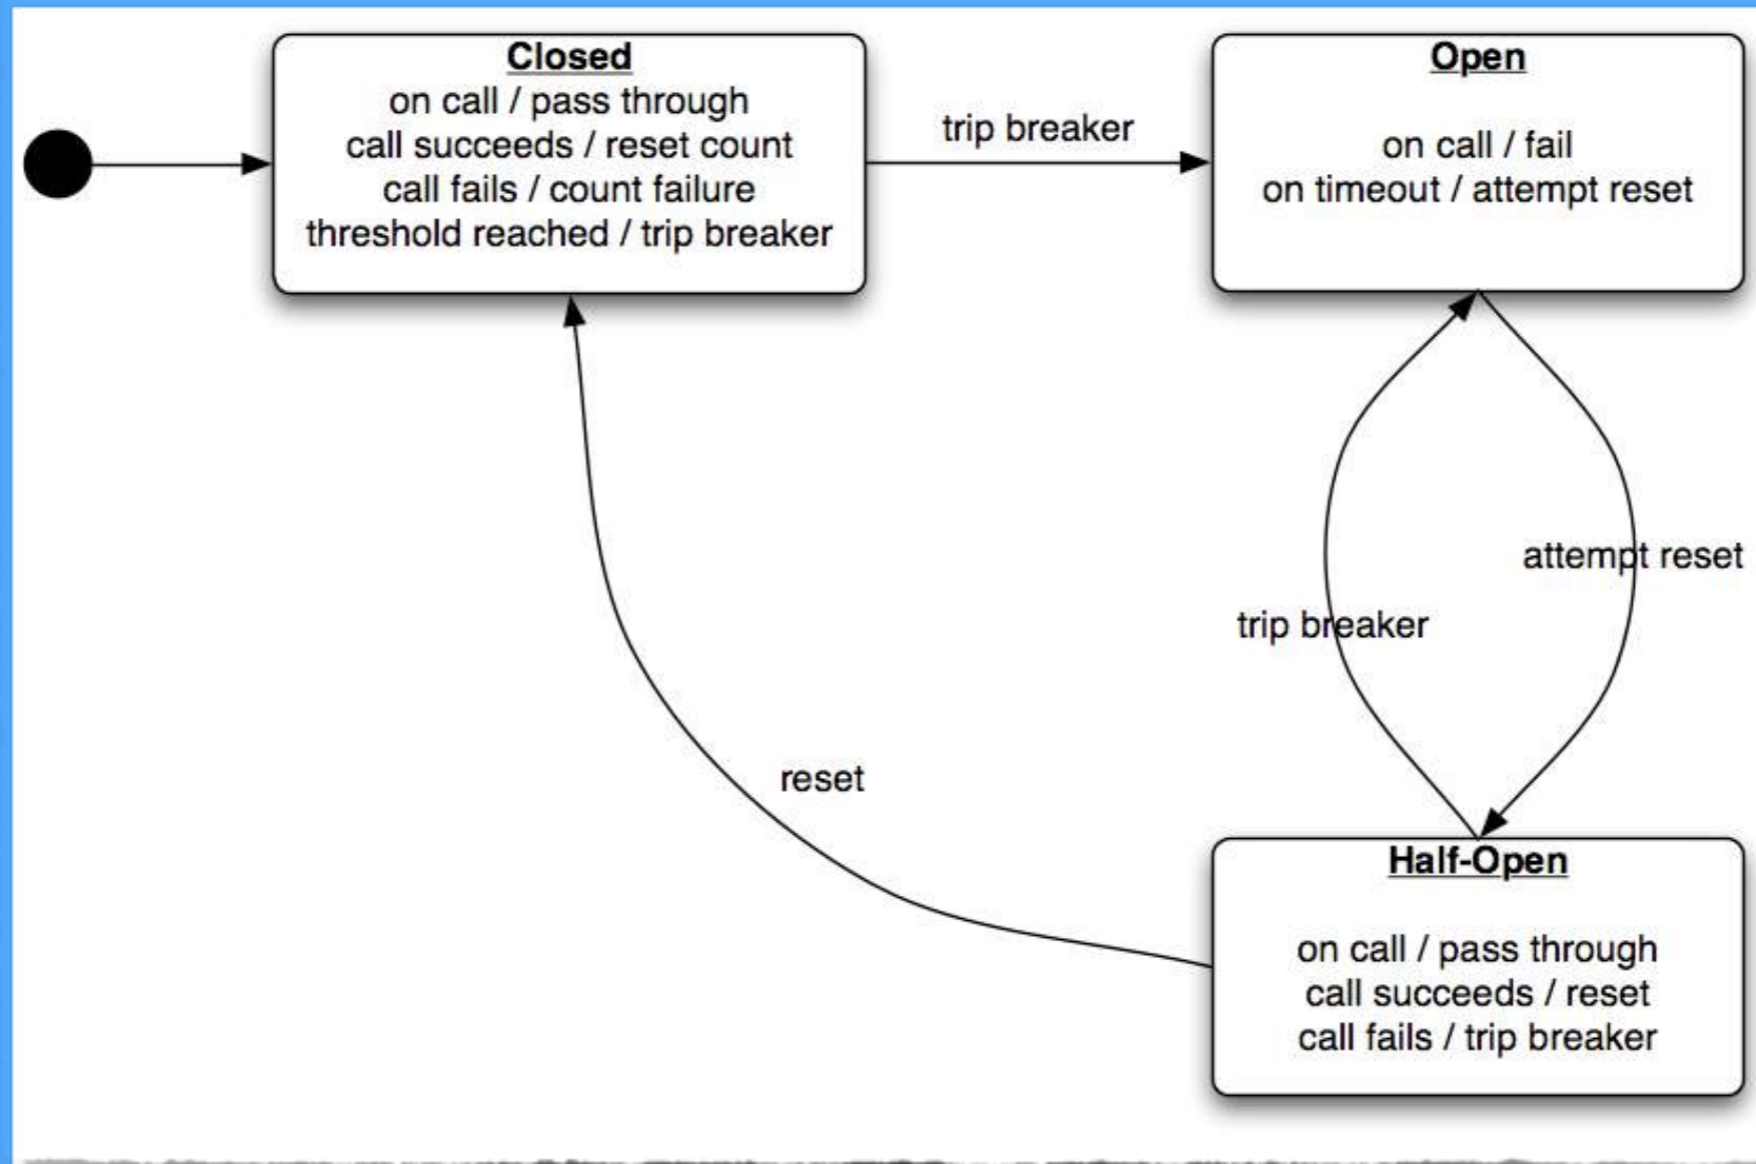 Closed
on call / pass through
call succeeds / reset count
call fails / count failure
threshold reached / trip breaker
trip breaker
Open
on call / fail
on timeout / attempt reset
attempt reset
trip breaker
reset
Half-Open
on call / pass through
call succeeds / reset
call fails / trip breaker